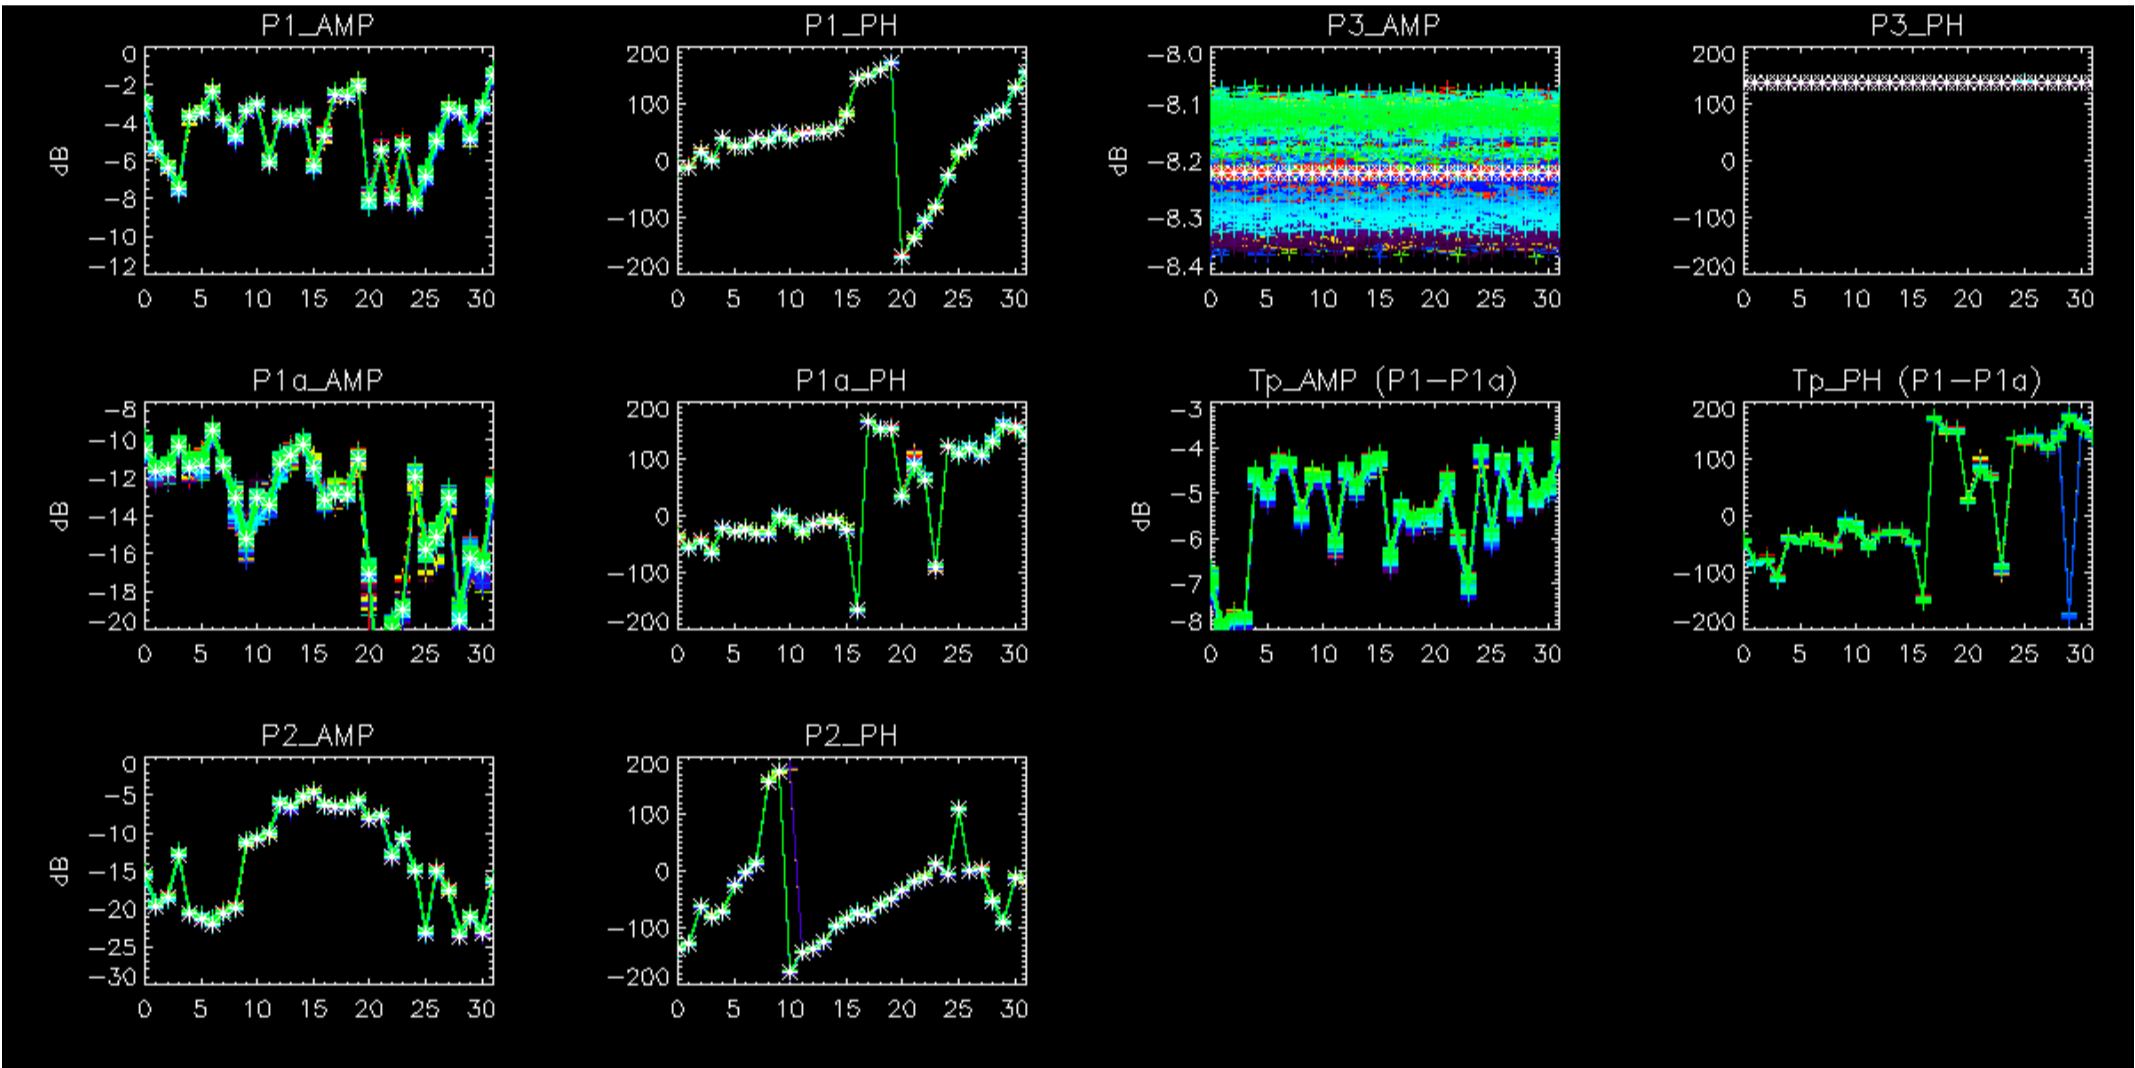 P1_AMP
dB
0
−2
−4
−6
−8
−10
−12
0 5 10 15 20 25 30
P1_PH
200
100
0
−100
−200
0 5 10 15 20 25 30
P3_AMP
dB
−8.0
−8.1
−8.2
−8.3
−8.4
0 5 10 15 20 25 30
P3_PH
200
100
0
−100
−200
0 5 10 15 20 25 30
P1a_AMP
dB
−8
−10
−12
−14
−16
−18
−20
0 5 10 15 20 25 30
P1a_PH
200
100
0
−100
−200
0 5 10 15 20 25 30
Tp_AMP (P1−P1a)
dB
−3
−4
−5
−6
−7
−8
0 5 10 15 20 25 30
Tp_PH (P1−P1a)
200
100
0
−100
−200
0 5 10 15 20 25 30
P2_AMP
dB
0
−5
−10
−15
−20
−25
−30
0 5 10 15 20 25 30
P2_PH
200
100
0
−100
−200
0 5 10 15 20 25 30